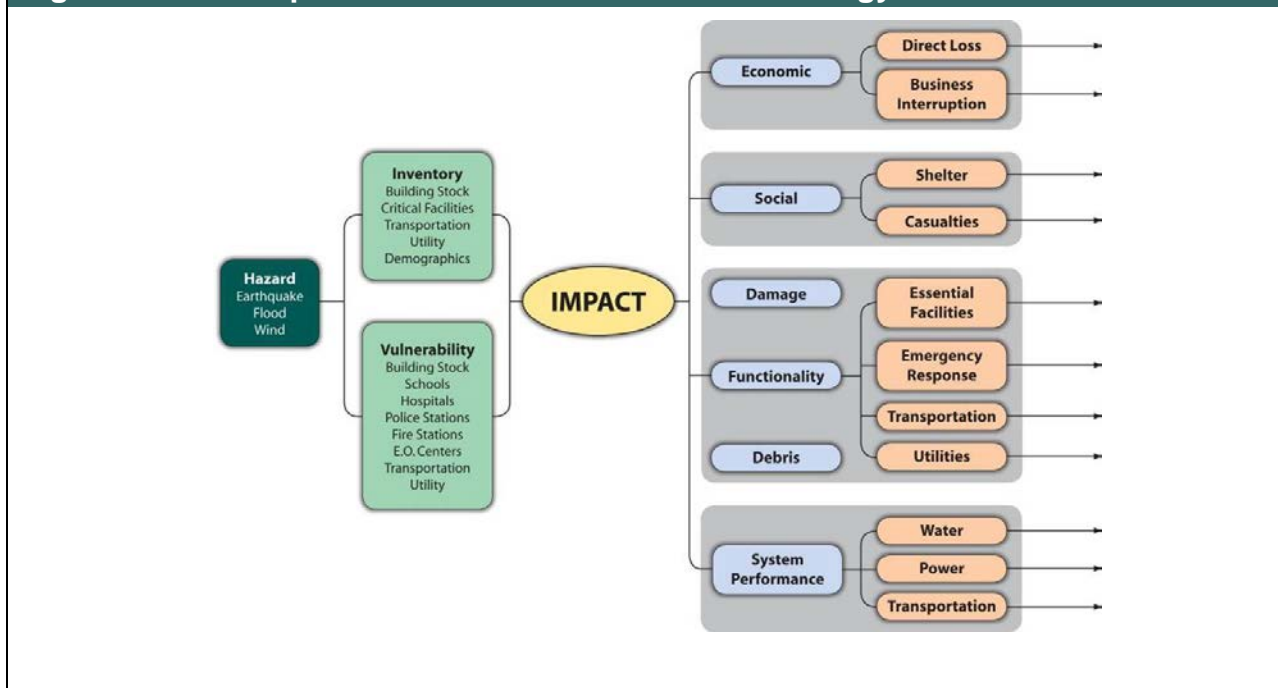 Hazard
Earthquake
Flood
Wind
Inventory
Building Stock
Critical Facilities
Transportation
Utility
Demographics
Vulnerability
Building Stock
Schools
Hospitals
Police Stations
Fire Stations
E.O. Centers
Transportation
Utility
IMPACT
Economic
Direct Loss
Business
Interruption
Social
Shelter
Casualties
Damage
Functionality
Debris
Essential
Facilities
Emergency
Response
Transportation
Utilities
System
Performance
Water
Power
Transportation